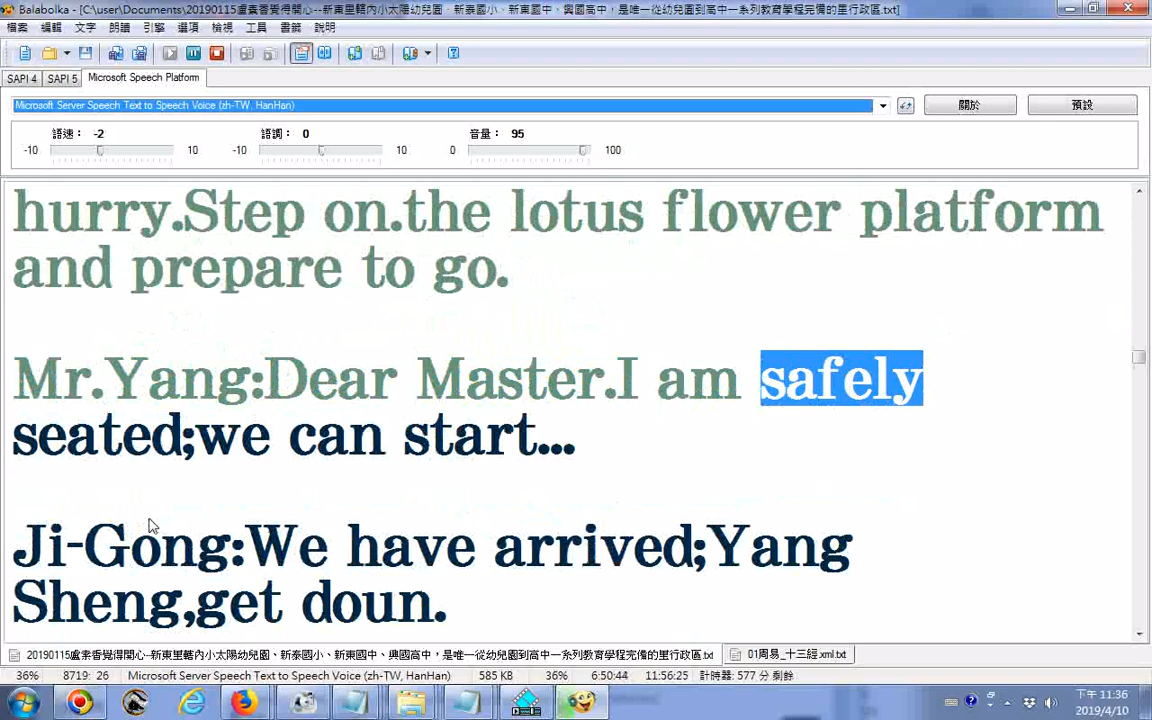 Balabolka - [C:\user\Documents\20190115盧素香覺得開心--新東里轄內小太陽幼兒園、新泰國小、新東國中、興國高中，是唯一從幼兒園到高中一系列教育學程完備的里行政區.txt]
檔案 編輯 文字 朗讀 引擎 選項 檢視 工具 書籤 說明
SAPI 4 SAPI 5 Microsoft Speech Platform
Microsoft Server Speech Text to Speech Voice (zh-TW, HanHan) 關於 預設
語速： -2 語調： 0 音量： 95
-10 10 -10 10 0 100
hurry.Step on.the lotus flower platform
and prepare to go.
Mr.Yang:Dear Master.I am safely
seated;we can start...
Ji-Gong:We have arrived;Yang
Sheng,get doun.
20190115盧素香覺得開心--新東里轄內小太陽幼兒園、新泰國小、新東國中、興國高中，是唯一從幼兒園到高中一系列教育學程完備的里行政區.txt 01周易_十三經.xml.txt
36% 8719: 26 Microsoft Server Speech Text to Speech Voice (zh-TW, HanHan) 585 KB 36% 6:50:44 11:56:25 計時器: 577 分 剩餘
下午 11:36
2019/4/10